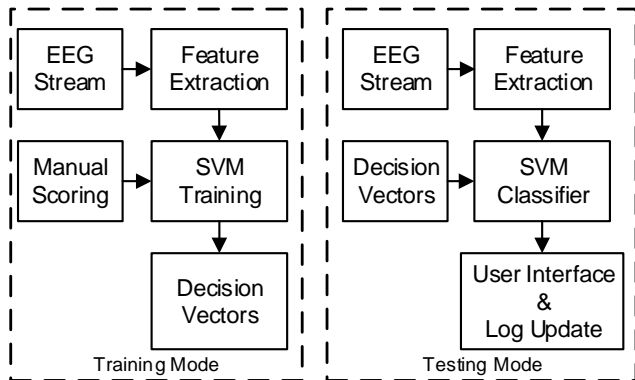 EEG
Stream
Feature
Extraction
Manual
Scoring
SVM
Training
Decision
Vectors
Training Mode
EEG
Stream
Feature
Extraction
Decision
Vectors
SVM
Classifier
User Interface
&
Log Update
Testing Mode